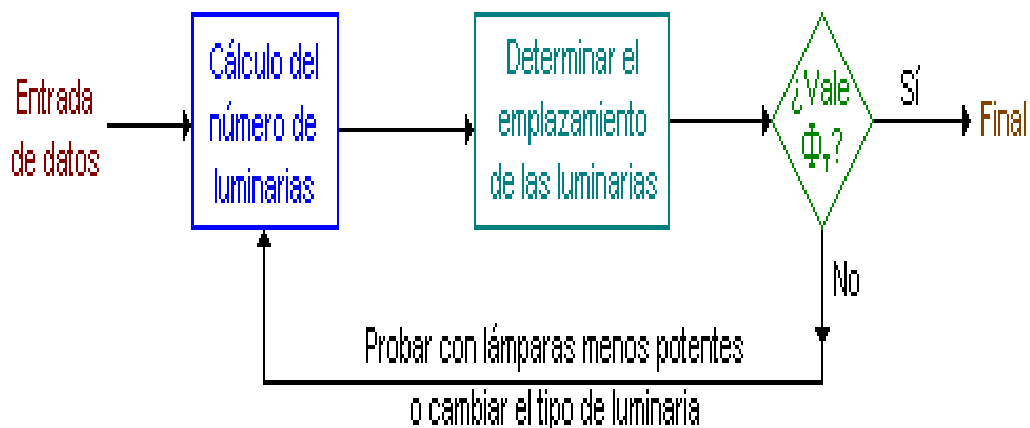 Entrada
de datos
Cálculo del
número de
luminarias
Determinar el
emplazamiento
de las luminarias
¿Vale
Φ_T?
Sí
Final
No
Probar con lámparas menos potentes
o cambiar el tipo de luminaria